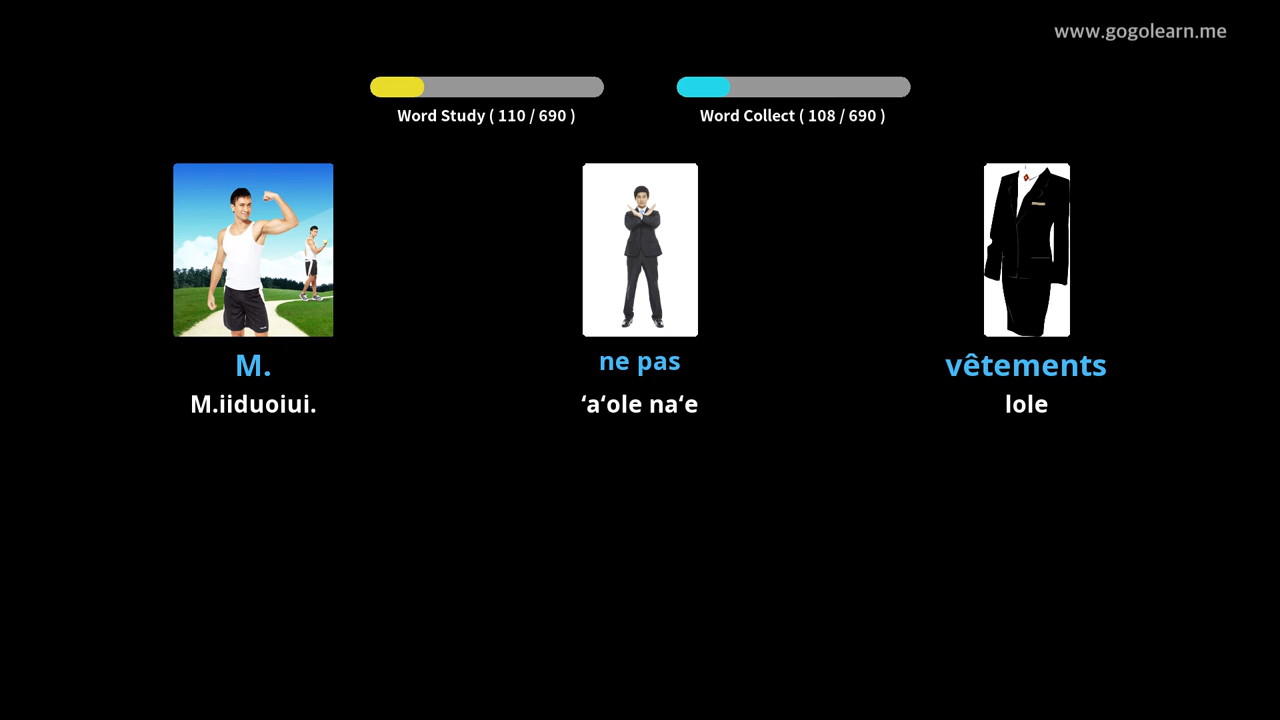 www.gogolearn.me
Word Study ( 110 / 690 )
Word Collect ( 108 / 690 )
M.
M.iiduoiui.
ne pas
ʻaʻole naʻe
vêtements
lole